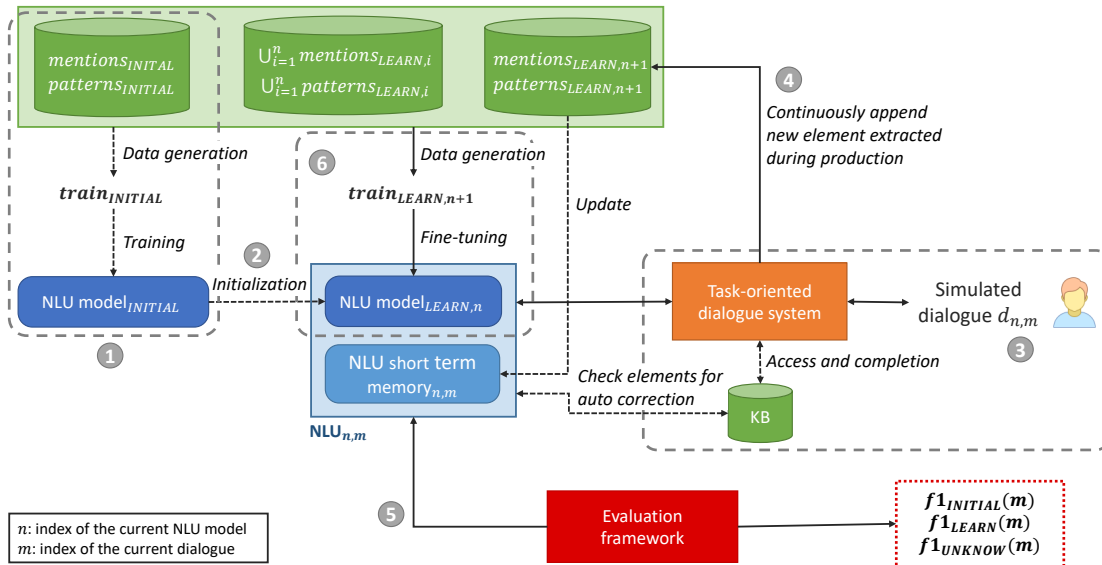 mentions_INITAL
patterns_INITIAL
⋃_{i=1}^{n} mentions_LEARN,i
⋃_{i=1}^{n} patterns_LEARN,i
mentions_LEARN,n+1
patterns_LEARN,n+1
4
Continuously append
new element extracted
during production
Data generation
6
Data generation
train_INITIAL
train_LEARN,n+1
Update
Training
2
Fine-tuning
Initialization
NLU model_INITIAL
NLU model_LEARN,n
Task-oriented
dialogue system
Simulated
dialogue d_n,m
3
1
NLU short term
memory_n,m
Access and completion
Check elements for
auto correction
KB
NLU_n,m
5
Evaluation
framework
f1_INITIAL(m)
f1_LEARN(m)
f1_UNKNOW(m)
n: index of the current NLU model
m: index of the current dialogue